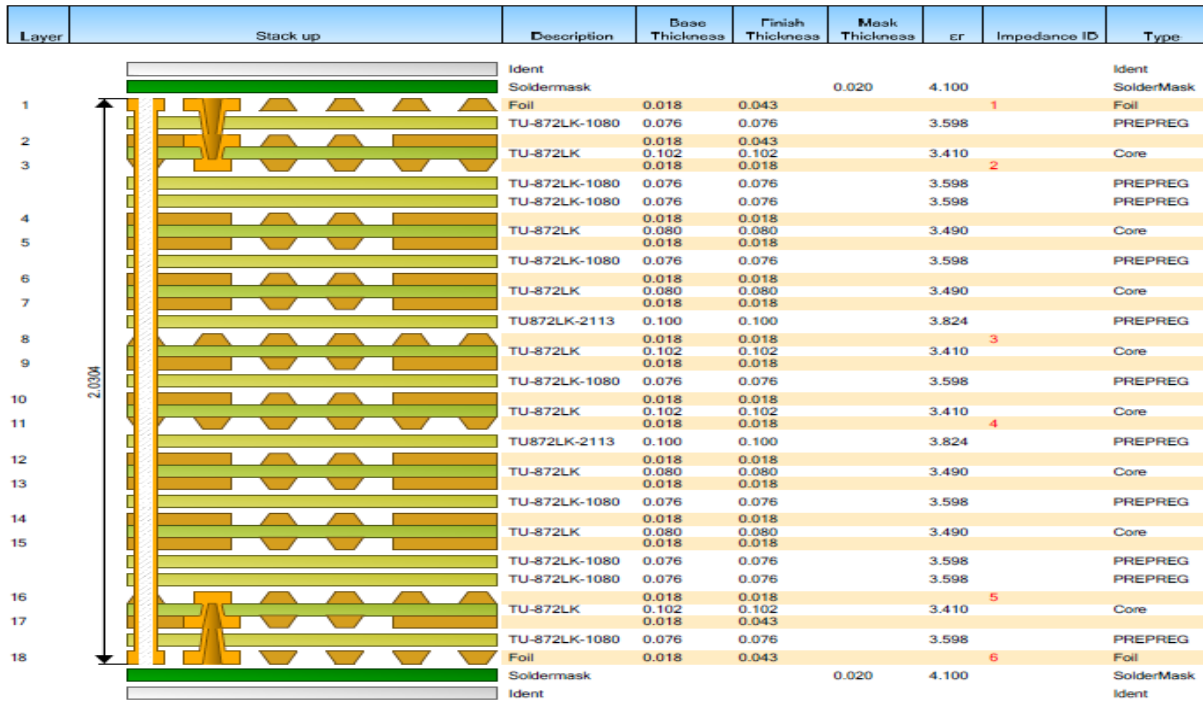 Layer Stack up Description Base Thickness Finish Thickness Mask Thickness εr Impedance ID Type
Ident Ident
Soldermask 0.020 4.100 SolderMask
1 Foil 0.018 0.043 1 Foil
TU-872LK-1080 0.076 0.076 3.598 PREPREG
2 0.018 0.043
TU-872LK 0.102 0.102 3.410 Core
3 0.018 0.018 2
TU-872LK-1080 0.076 0.076 3.598 PREPREG
TU-872LK-1080 0.076 0.076 3.598 PREPREG
4 0.018 0.018
TU-872LK 0.080 0.080 3.490 Core
5 0.018 0.018
TU-872LK-1080 0.076 0.076 3.598 PREPREG
6 0.018 0.018
TU-872LK 0.080 0.080 3.490 Core
7 0.018 0.018
TU872LK-2113 0.100 0.100 3.824 PREPREG
8 0.018 0.018 3
TU-872LK 0.102 0.102 3.410 Core
9 0.018 0.018
2.0304
TU-872LK-1080 0.076 0.076 3.598 PREPREG
10 0.018 0.018
TU-872LK 0.102 0.102 3.410 Core
11 0.018 0.018 4
TU872LK-2113 0.100 0.100 3.824 PREPREG
12 0.018 0.018
TU-872LK 0.080 0.080 3.490 Core
13 0.018 0.018
TU-872LK-1080 0.076 0.076 3.598 PREPREG
14 0.018 0.018
TU-872LK 0.080 0.080 3.490 Core
15 0.018 0.018
TU-872LK-1080 0.076 0.076 3.598 PREPREG
TU-872LK-1080 0.076 0.076 3.598 PREPREG
16 0.018 0.018 5
TU-872LK 0.102 0.102 3.410 Core
17 0.018 0.043
TU-872LK-1080 0.076 0.076 3.598 PREPREG
18 Foil 0.018 0.043 6 Foil
Soldermask 0.020 4.100 SolderMask
Ident Ident